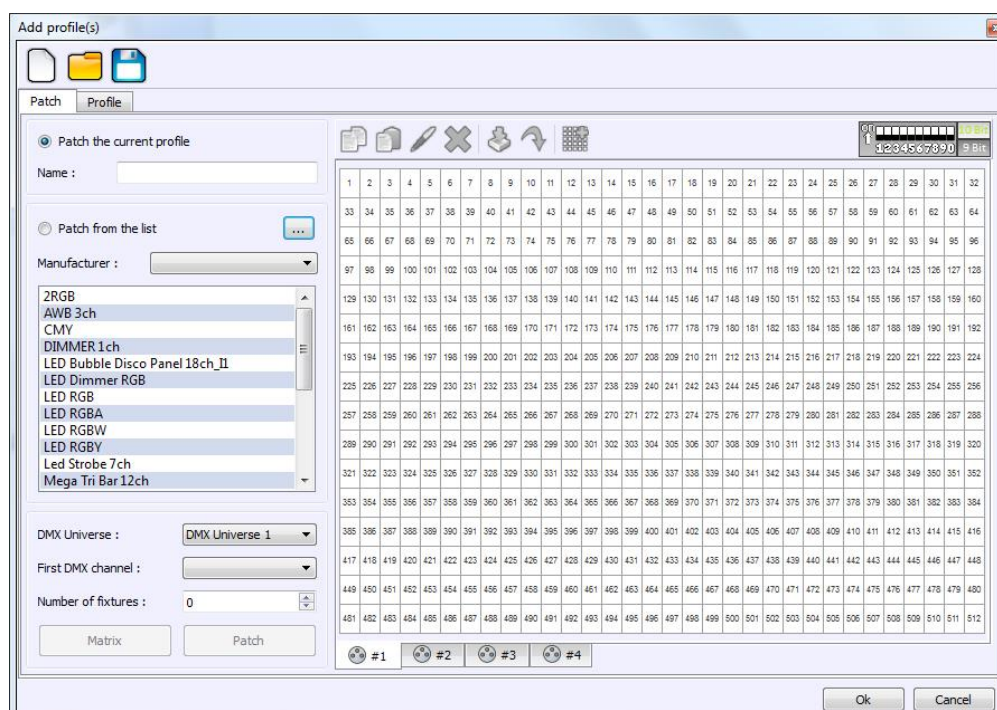 Add profile(s)
Patch Profile
Patch the current profile
Name :
Patch from the list
...
Manufacturer :
2RGB
AWB 3ch
CMY
DIMMER 1ch
LED Bubble Disco Panel 18ch_I1
LED Dimmer RGB
LED RGB
LED RGBA
LED RGBW
LED RGBY
Led Strobe 7ch
Mega Tri Bar 12ch
DMX Universe : DMX Universe 1
First DMX channel :
Number of fixtures : 0
Matrix Patch
On 10 Bit
1234567890 9 Bit
1 2 3 4 5 6 7 8 9 10 11 12 13 14 15 16 17 18 19 20 21 22 23 24 25 26 27 28 29 30 31 32
33 34 35 36 37 38 39 40 41 42 43 44 45 46 47 48 49 50 51 52 53 54 55 56 57 58 59 60 61 62 63 64
65 66 67 68 69 70 71 72 73 74 75 76 77 78 79 80 81 82 83 84 85 86 87 88 89 90 91 92 93 94 95 96
97 98 99 100 101 102 103 104 105 106 107 108 109 110 111 112 113 114 115 116 117 118 119 120 121 122 123 124 125 126 127 128
129 130 131 132 133 134 135 136 137 138 139 140 141 142 143 144 145 146 147 148 149 150 151 152 153 154 155 156 157 158 159 160
161 162 163 164 165 166 167 168 169 170 171 172 173 174 175 176 177 178 179 180 181 182 183 184 185 186 187 188 189 190 191 192
193 194 195 196 197 198 199 200 201 202 203 204 205 206 207 208 209 210 211 212 213 214 215 216 217 218 219 220 221 222 223 224
225 226 227 228 229 230 231 232 233 234 235 236 237 238 239 240 241 242 243 244 245 246 247 248 249 250 251 252 253 254 255 256
257 258 259 260 261 262 263 264 265 266 267 268 269 270 271 272 273 274 275 276 277 278 279 280 281 282 283 284 285 286 287 288
289 290 291 292 293 294 295 296 297 298 299 300 301 302 303 304 305 306 307 308 309 310 311 312 313 314 315 316 317 318 319 320
321 322 323 324 325 326 327 328 329 330 331 332 333 334 335 336 337 338 339 340 341 342 343 344 345 346 347 348 349 350 351 352
353 354 355 356 357 358 359 360 361 362 363 364 365 366 367 368 369 370 371 372 373 374 375 376 377 378 379 380 381 382 383 384
385 386 387 388 389 390 391 392 393 394 395 396 397 398 399 400 401 402 403 404 405 406 407 408 409 410 411 412 413 414 415 416
417 418 419 420 421 422 423 424 425 426 427 428 429 430 431 432 433 434 435 436 437 438 439 440 441 442 443 444 445 446 447 448
449 450 451 452 453 454 455 456 457 458 459 460 461 462 463 464 465 466 467 468 469 470 471 472 473 474 475 476 477 478 479 480
481 482 483 484 485 486 487 488 489 490 491 492 493 494 495 496 497 498 499 500 501 502 503 504 505 506 507 508 509 510 511 512
#1 #2 #3 #4
Ok Cancel